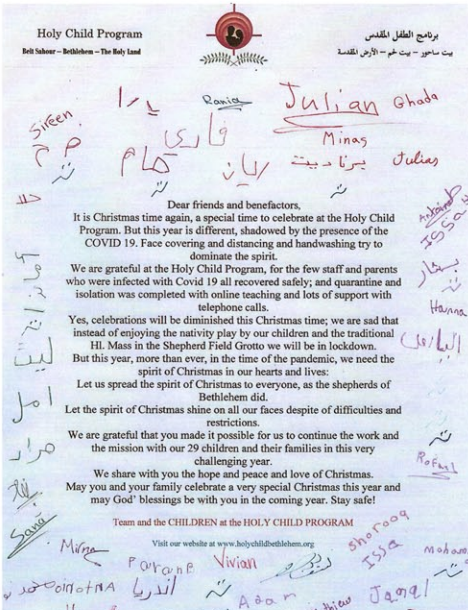 Holy Child Program
برنامج الطفل المقدس
Beit Sahour – Bethlehem – The Holy Land
بيت ساحور – بيت لحم – الأرض المقدسة
يارا
Rania
Julian
Ghada
Sireen
Minas
ريان
برناديت
Julias
Dear friends and benefactors,
It is Christmas time again, a special time to celebrate at the Holy Child
Program. But this year is different, shadowed by the presence of the
COVID 19. Face covering and distancing and handwashing try to
dominate the spirit.
We are grateful at the Holy Child Program, for the few staff and parents
who were infected with Covid 19 all recovered safely; and quarantine and
isolation was completed with online teaching and lots of support with
telephone calls.
Yes, celebrations will be diminished this Christmas time; we are sad that
instead of enjoying the nativity play by our children and the traditional
Hl. Mass in the Shepherd Field Grotto we will be in lockdown.
But this year, more than ever, in the time of the pandemic, we need the
spirit of Christmas in our hearts and lives:
Let us spread the spirit of Christmas to everyone, as the shepherds of
Bethlehem did.
Let the spirit of Christmas shine on all our faces despite of difficulties and
restrictions.
We are grateful that you made it possible for us to continue the work and
the mission with our 29 children and their families in this very
challenging year.
We share with you the hope and peace and love of Christmas.
May you and your family celebrate a very special Christmas this year and
may God' blessings be with you in the coming year. Stay safe!
Team and the CHILDREN at the HOLY CHILD PROGRAM
Visit our website at www.holychildbethlehem.org
Issa
Hanna
ليث
امل
مراد
Sana
Mirna
Vivian
Shorooq
Issa
اندريا
Adam
Jamal